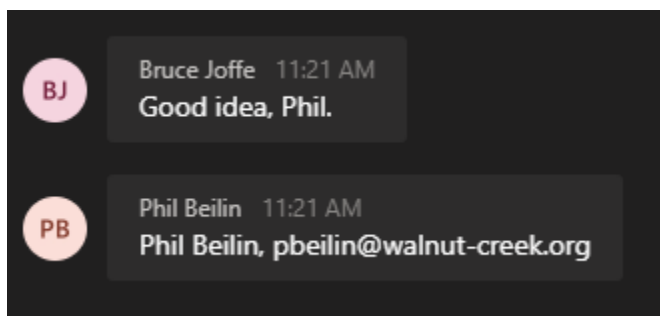 BJ
Bruce Joffe 11:21 AM
Good idea, Phil.
PB
Phil Beilin 11:21 AM
Phil Beilin, pbeilin@walnut-creek.org